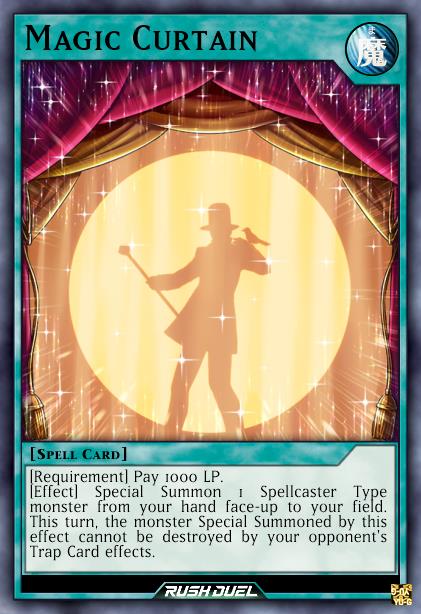 Magic Curtain
ま
魔
[Spell Card]
[Requirement] Pay 1000 LP.
[Effect] Special Summon 1 Spellcaster Type
monster from your hand face-up to your field.
This turn, the monster Special Summoned by this
effect cannot be destroyed by your opponent's
Trap Card effects.
RUSH DUEL